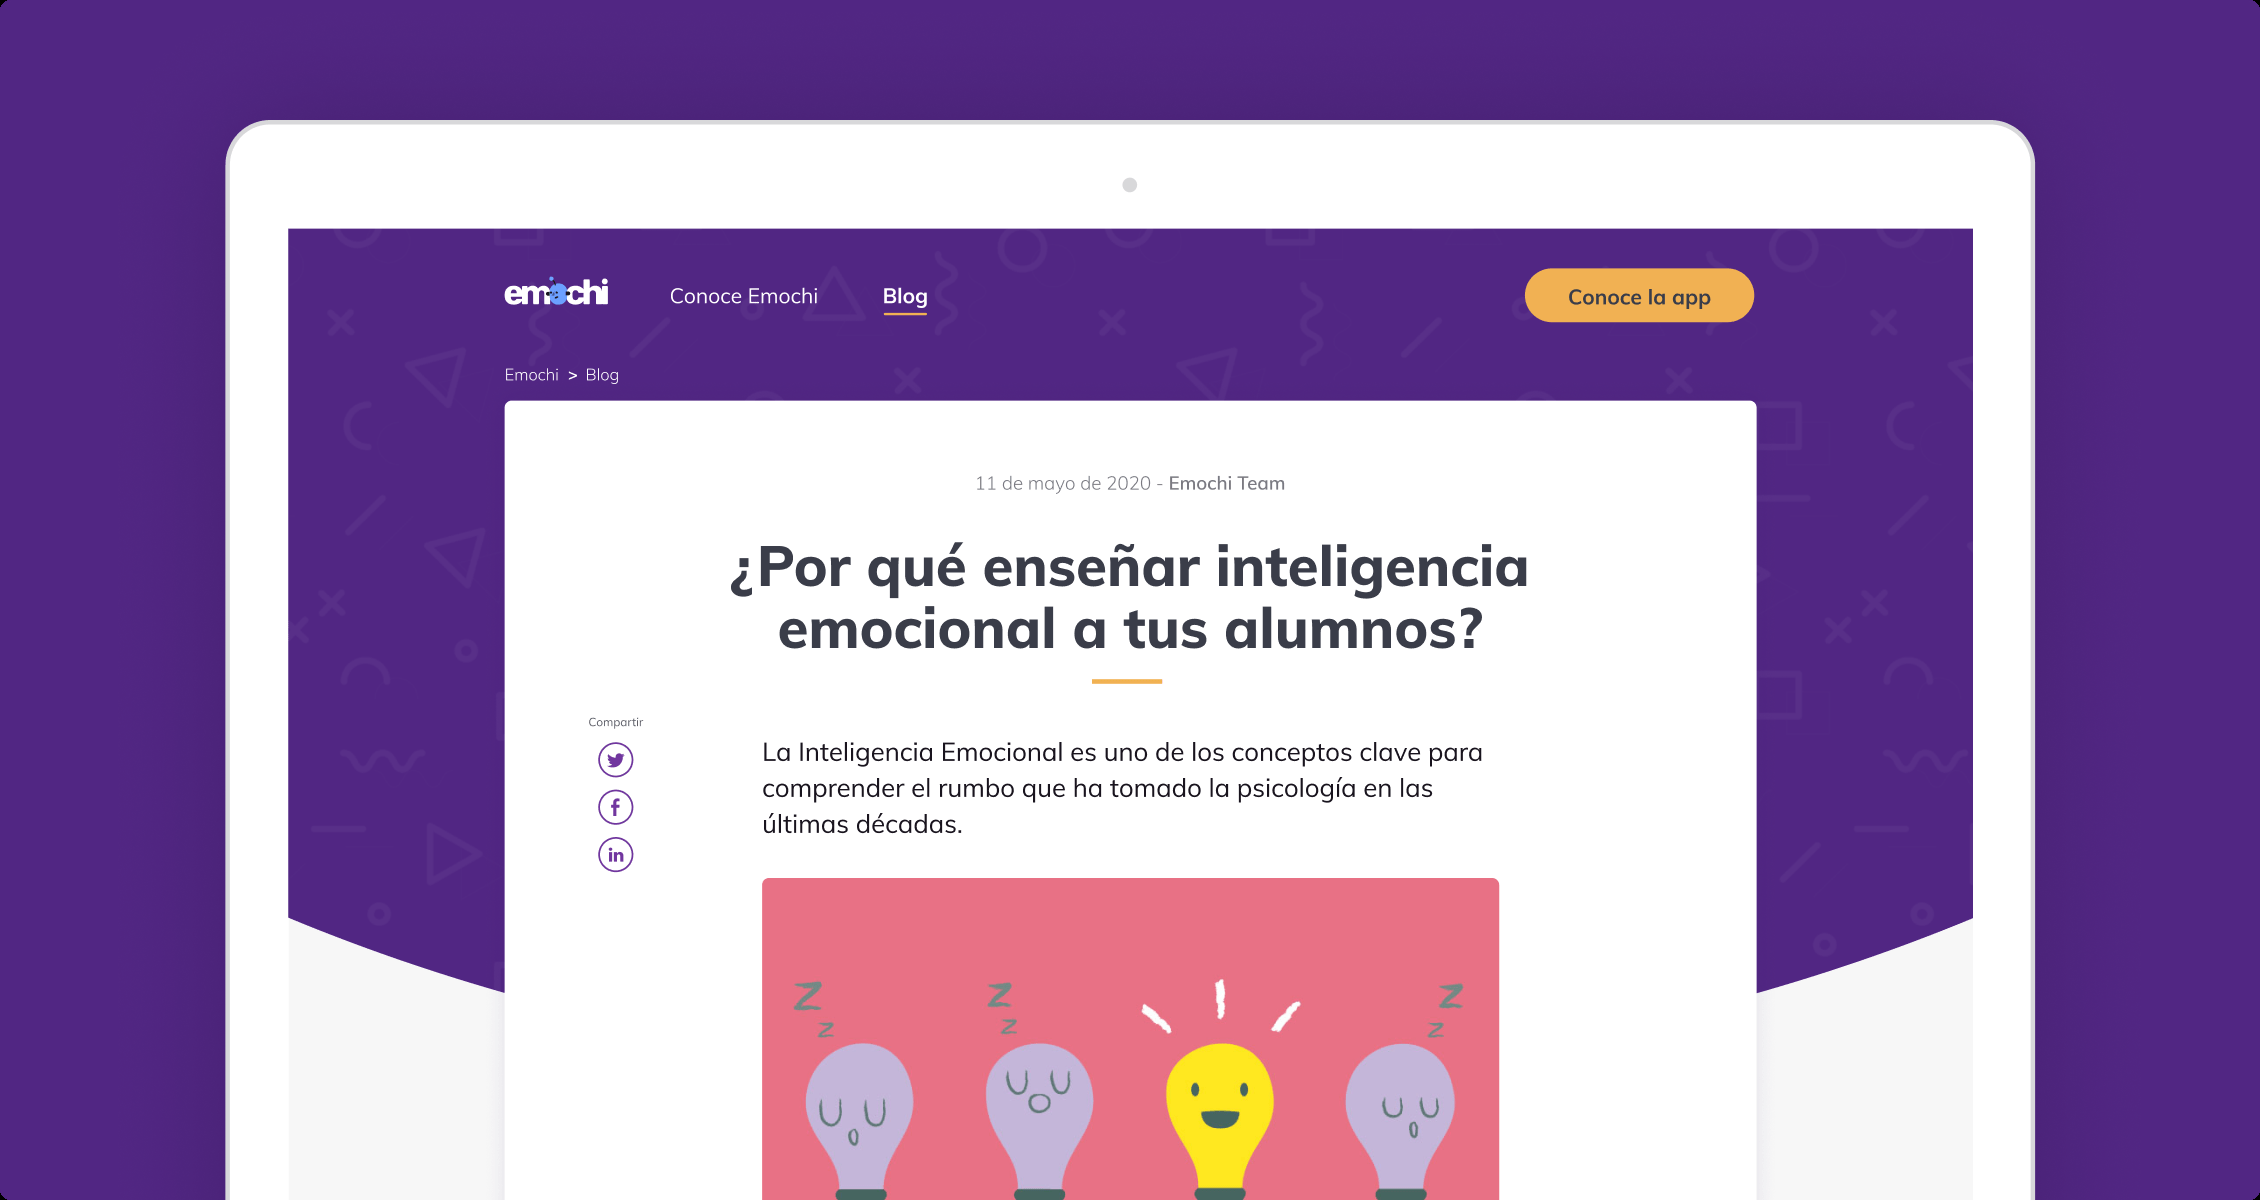 emochi
Conoce Emochi
Blog
Conoce la app
Emochi > Blog
11 de mayo de 2020 - Emochi Team
¿Por qué enseñar inteligencia
emocional a tus alumnos?
Compartir
La Inteligencia Emocional es uno de los conceptos clave para
comprender el rumbo que ha tomado la psicología en las
últimas décadas.
Z Z Z
z z z